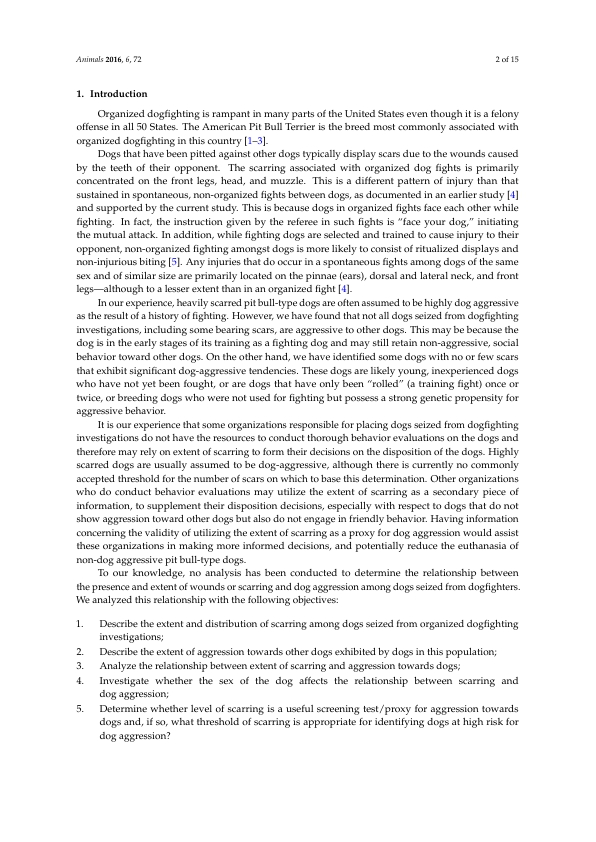 Animals 2016, 6, 72
2 of 15
1. Introduction
Organized dogfighting is rampant in many parts of the United States even though it is a felony
offense in all 50 States. The American Pit Bull Terrier is the breed most commonly associated with
organized dogfighting in this country [1–3].
Dogs that have been pitted against other dogs typically display scars due to the wounds caused
by the teeth of their opponent. The scarring associated with organized dog fights is primarily
concentrated on the front legs, head, and muzzle. This is a different pattern of injury than that
sustained in spontaneous, non-organized fights between dogs, as documented in an earlier study [4]
and supported by the current study. This is because dogs in organized fights face each other while
fighting. In fact, the instruction given by the referee in such fights is “face your dog,” initiating
the mutual attack. In addition, while fighting dogs are selected and trained to cause injury to their
opponent, non-organized fighting amongst dogs is more likely to consist of ritualized displays and
non-injurious biting [5]. Any injuries that do occur in a spontaneous fights among dogs of the same
sex and of similar size are primarily located on the pinnae (ears), dorsal and lateral neck, and front
legs—although to a lesser extent than in an organized fight [4].
In our experience, heavily scarred pit bull-type dogs are often assumed to be highly dog aggressive
as the result of a history of fighting. However, we have found that not all dogs seized from dogfighting
investigations, including some bearing scars, are aggressive to other dogs. This may be because the
dog is in the early stages of its training as a fighting dog and may still retain non-aggressive, social
behavior toward other dogs. On the other hand, we have identified some dogs with no or few scars
that exhibit significant dog-aggressive tendencies. These dogs are likely young, inexperienced dogs
who have not yet been fought, or are dogs that have only been “rolled” (a training fight) once or
twice, or breeding dogs who were not used for fighting but possess a strong genetic propensity for
aggressive behavior.
It is our experience that some organizations responsible for placing dogs seized from dogfighting
investigations do not have the resources to conduct thorough behavior evaluations on the dogs and
therefore may rely on extent of scarring to form their decisions on the disposition of the dogs. Highly
scarred dogs are usually assumed to be dog-aggressive, although there is currently no commonly
accepted threshold for the number of scars on which to base this determination. Other organizations
who do conduct behavior evaluations may utilize the extent of scarring as a secondary piece of
information, to supplement their disposition decisions, especially with respect to dogs that do not
show aggression toward other dogs but also do not engage in friendly behavior. Having information
concerning the validity of utilizing the extent of scarring as a proxy for dog aggression would assist
these organizations in making more informed decisions, and potentially reduce the euthanasia of
non-dog aggressive pit bull-type dogs.
To our knowledge, no analysis has been conducted to determine the relationship between
the presence and extent of wounds or scarring and dog aggression among dogs seized from dogfighters.
We analyzed this relationship with the following objectives:
1. Describe the extent and distribution of scarring among dogs seized from organized dogfighting
investigations;
2. Describe the extent of aggression towards other dogs exhibited by dogs in this population;
3. Analyze the relationship between extent of scarring and aggression towards dogs;
4. Investigate whether the sex of the dog affects the relationship between scarring and
dog aggression;
5. Determine whether level of scarring is a useful screening test/proxy for aggression towards
dogs and, if so, what threshold of scarring is appropriate for identifying dogs at high risk for
dog aggression?